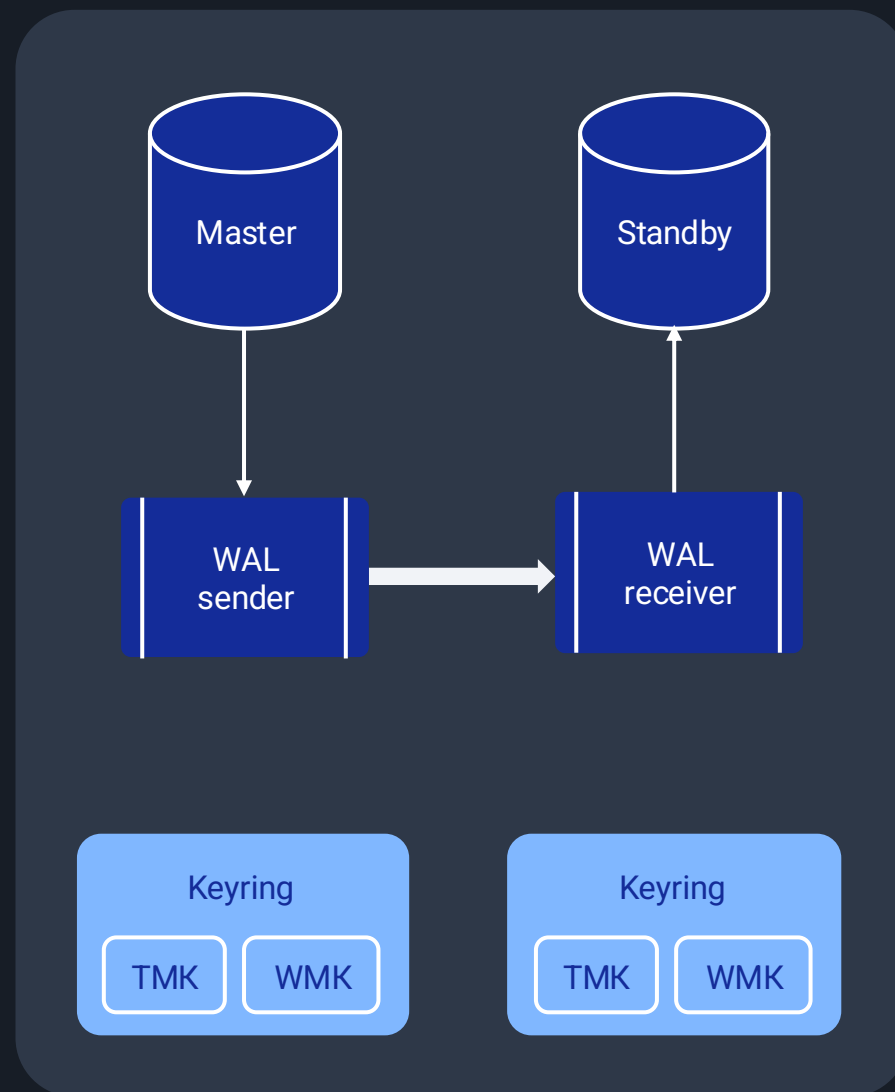 Master
Standby
WAL
sender
WAL
receiver
Keyring
TMK
WMK
Keyring
TMK
WMK